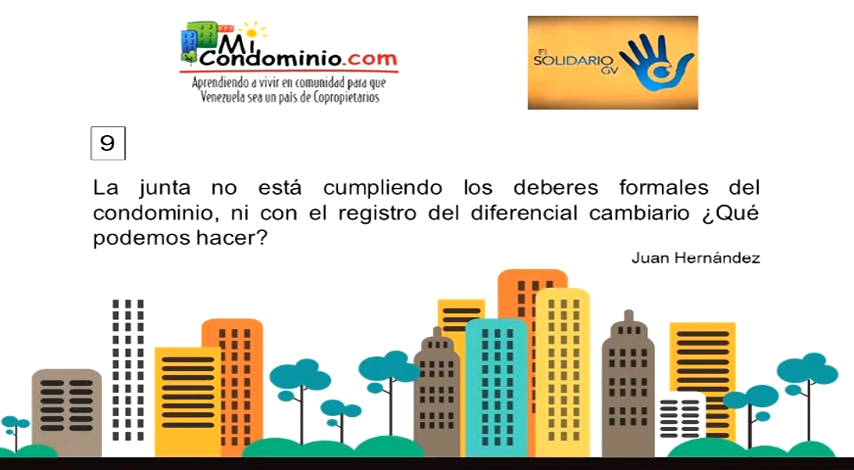 Mi
Condominio.com
Aprendiendo a vivir en comunidad para que
Venezuela sea un país de Copropietarios
El
SOLIDARIO
GV
9
La junta no está cumpliendo los deberes formales del
condominio, ni con el registro del diferencial cambiario ¿Qué
podemos hacer?
Juan Hernández